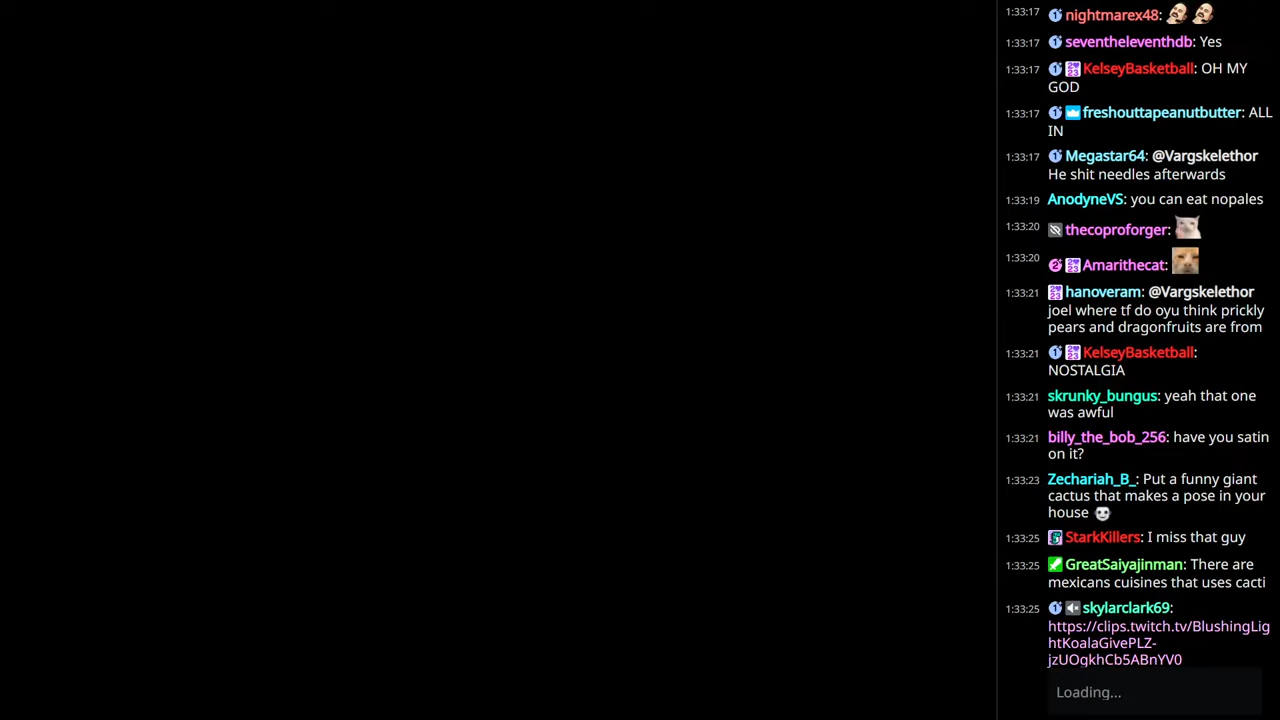 1:33:17 nightmarex48:
1:33:17 seventheleventhdb: Yes
1:33:17 KelseyBasketball: OH MY
GOD
1:33:17 freshouttapeanutbutter: ALL
IN
1:33:17 Megastar64: @Vargskelethor
He shit needles afterwards
1:33:19 AnodyneVS: you can eat nopales
1:33:20 thecoproforger:
1:33:20 Amarithecat:
1:33:21 hanoveram: @Vargskelethor
joel where tf do oyu think prickly
pears and dragonfruits are from
1:33:21 KelseyBasketball:
NOSTALGIA
1:33:21 skrunky_bungus: yeah that one
was awful
1:33:21 billy_the_bob_256: have you satin
on it?
1:33:23 Zechariah_B_: Put a funny giant
cactus that makes a pose in your
house
1:33:25 StarkKillers: I miss that guy
1:33:25 GreatSaiyajinman: There are
mexicans cuisines that uses cacti
1:33:25 skylarclark69:
https://clips.twitch.tv/BlushingLig
htKoalaGivePLZ-
jzUOgkhCb5ABnYV0
Loading...